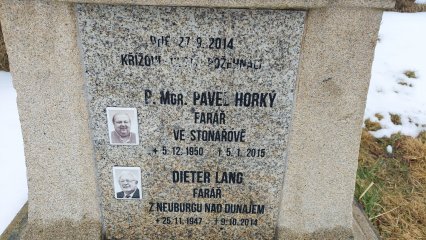 DNE 27.9.2014
POŽEHNALI
P. MGR. PAVEL HORKÝ
FARÁŘ
VE STONAŘOVĚ
+ 5.12.1950 + 5.1.2015
DIETER LANG
FARÁŘ
Z NEUBURGU NAD DUNAJEM
+ 25.11.1947 + 9.10.2014